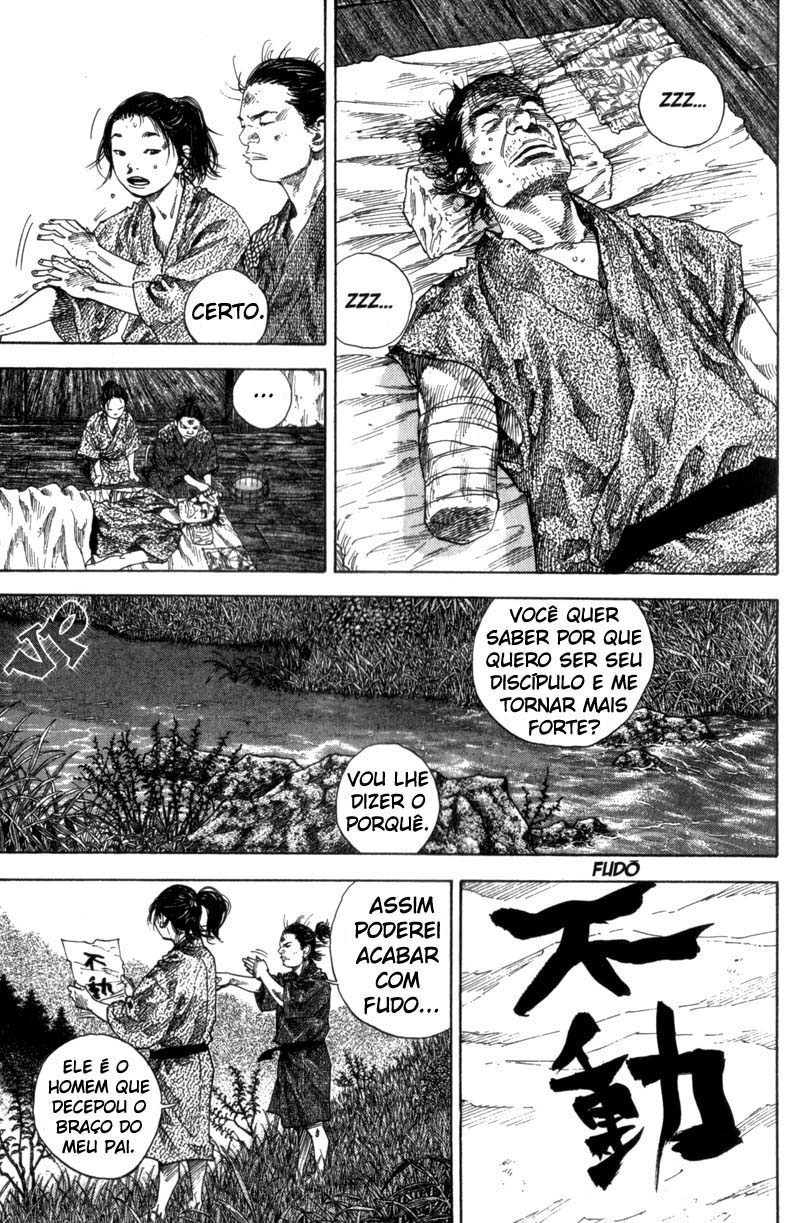 ZZZ...
ZZZ...
ZZZ...
CERTO.
...
VOCÊ QUER
SABER POR QUE
QUERO SER SEU
DISCÍPULO E ME
TORNAR MAIS
FORTE?
VOU LHE
DIZER O
PORQUÊ.
FUDŌ
不
動
ASSIM
PODEREI
ACABAR
COM
FUDO...
不
動
ELE É O
HOMEM QUE
DECEPOU O
BRAÇO DO
MEU PAI.